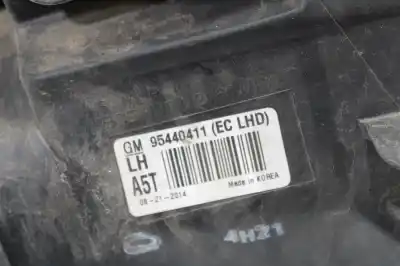 GM 95440411 (EC LHD)
LH
A5T
08-21-2014
Made in KOREA
4H21